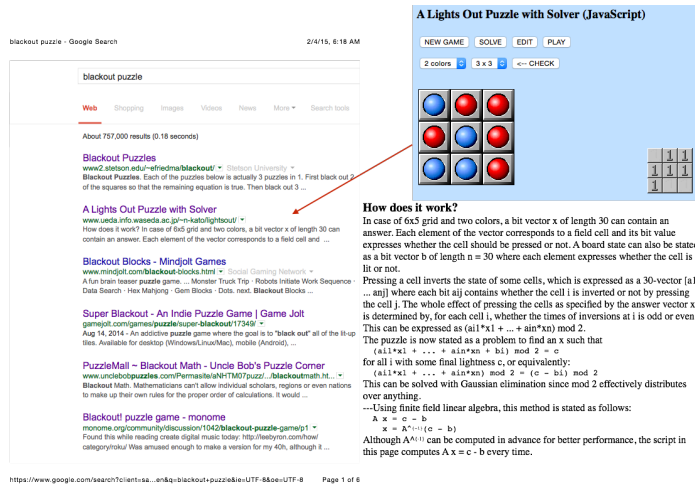 blackout puzzle - Google Search
2/4/15, 6:18 AM
blackout puzzle
Web Shopping Images Videos News More Search tools
About 757,000 results (0.18 seconds)
Blackout Puzzles
www2.stetson.edu/~efriedma/blackout/ Stetson University
Blackout Puzzles. Each of the puzzles below is actually 3 puzzles in 1. First black out 2
of the squares so that the remaining equation is true. Then black out 3 ...
A Lights Out Puzzle with Solver
www.ueda.info.waseda.ac.jp/~n-kato/lightsout/
How does it work? In case of 6x5 grid and two colors, a bit vector x of length 30 can
contain an answer. Each element of the vector corresponds to a field cell and ...
Blackout Blocks - Mindjolt Games
www.mindjolt.com/blackout-blocks.html Social Gaming Network
A fun brain teaser puzzle game. ... Monster Truck Trip · Robots Initiate Work Sequence ·
Data Search · Hex Mahjong · Gem Blocks · Dots. next. Blackout Blocks ...
Super Blackout - An Indie Puzzle Game | Game Jolt
gamejolt.com/games/puzzle/super-blackout/17349/
Aug 14, 2014 - An addictive puzzle game where the goal is to "black out" all of the lit-up
tiles. Available for desktop (Windows/Linux/Mac), mobile (Android), ...
PuzzleMall ~ Blackout Math - Uncle Bob's Puzzle Corner
www.unclebobpuzzles.com/Permasite/aNHTM07puzz/.../blackoutmath.ht...
Blackout Math. Mathematicians can't allow individual scholars, regions or even nations
to make up their own rules for the proper order of calculations. It would ...
Blackout! puzzle game - monome
monome.org/community/discussion/1042/blackout-puzzle-game/p1
Found this while reading create digital music today: http://leebyron.com/how/
category/roku/ Was amused enough to make a version for my 40h, although it ...
https://www.google.com/search?client=sa...en&q=blackout+puzzle&ie=UTF-8&oe=UTF-8
Page 1 of 6
A Lights Out Puzzle with Solver (JavaScript)
NEW GAME SOLVE EDIT PLAY
2 colors 3 x 3 <-- CHECK
1 1
1 1 1
1
How does it work?
In case of 6x5 grid and two colors, a bit vector x of length 30 can contain an
answer. Each element of the vector corresponds to a field cell and its bit value
expresses whether the cell should be pressed or not. A board state can also be stated
as a bit vector b of length n = 30 where each element expresses whether the cell is
lit or not.
Pressing a cell inverts the state of some cells, which is expressed as a 30-vector [a1
... anj] where each bit aij contains whether the cell i is inverted or not by pressing
the cell j. The whole effect of pressing the cells as specified by the answer vector x
is determined by, for each cell i, whether the times of inversions at i is odd or even.
This can be expressed as (ai1*x1 + ... + ain*xn) mod 2.
The puzzle is now stated as a problem to find an x such that
(ai1*x1 + ... + ain*xn + bi) mod 2 = c
for all i with some final lightness c, or equivalently:
(ai1*x1 + ... + ain*xn) mod 2 = (c - bi) mod 2
This can be solved with Gaussian elimination since mod 2 effectively distributes
over anything.
---Using finite field linear algebra, this method is stated as follows:
A x = c - b
x = A^(-1)(c - b)
Although A^(-1) can be computed in advance for better performance, the script in
this page computes A x = c - b every time.